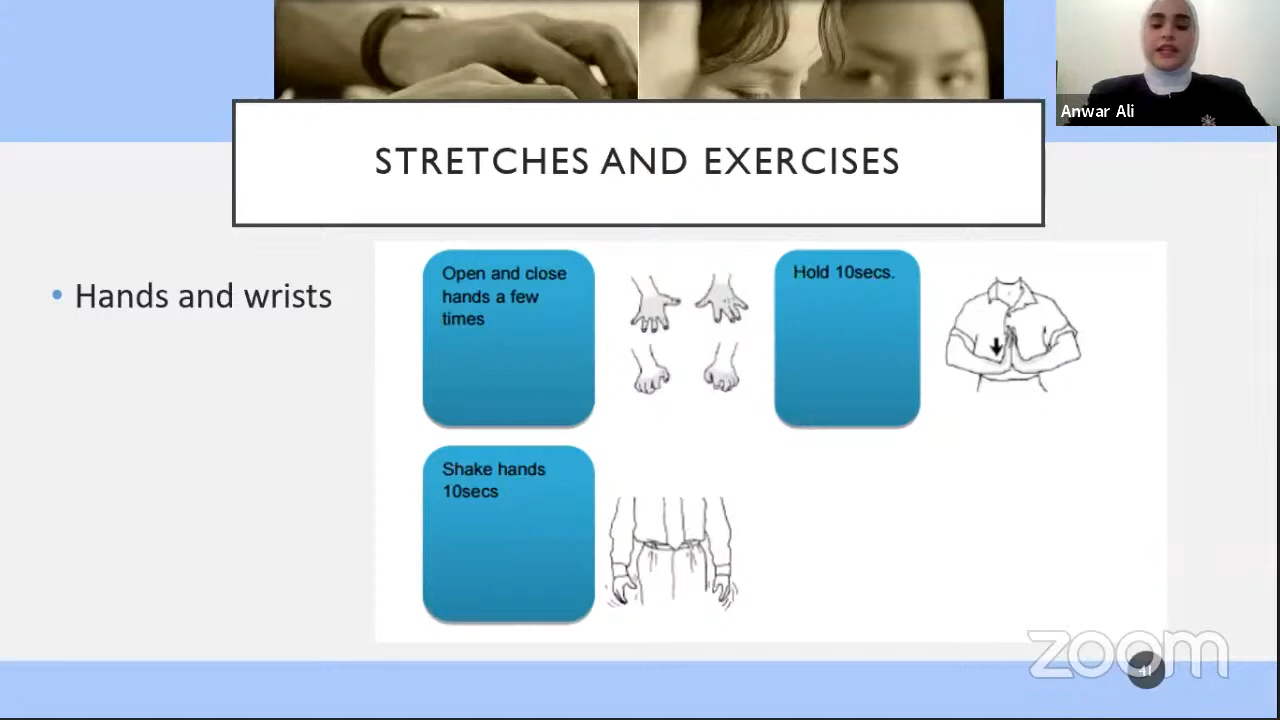 Anwar Ali
STRETCHES AND EXERCISES
• Hands and wrists
Open and close
hands a few
times
Hold 10secs.
Shake hands
10secs
zoom
41